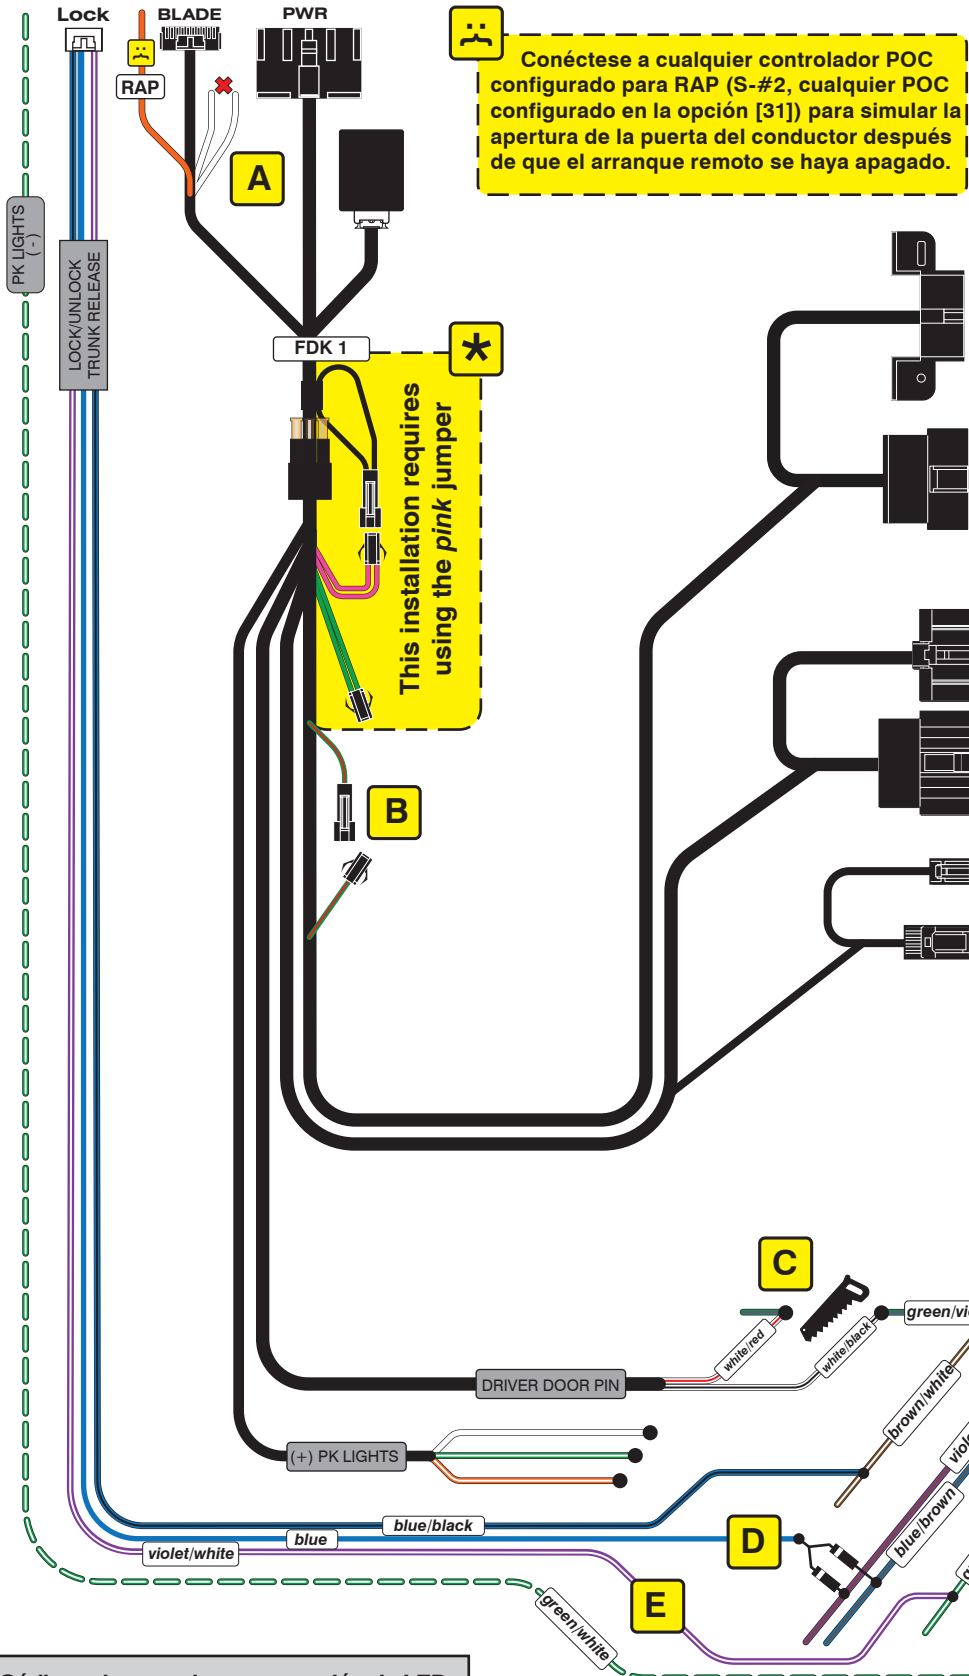 Lock
BLADE
PWR
RAP
A
Conéctese a cualquier controlador POC
configurado para RAP (S-#2, cualquier POC
configurado en la opción [31]) para simular la
apertura de la puerta del conductor después
de que el arranque remoto se haya apagado.
PK LIGHTS
( - )
LOCK/UNLOCK
TRUNK RELEASE
FDK 1
*
This installation requires
using the pink jumper
B
C
green/vio
white/red
white/black
DRIVER DOOR PIN
brown/white
(+) PK LIGHTS
blue/black
blue
violet/white
D
blue/brown
E
green/white